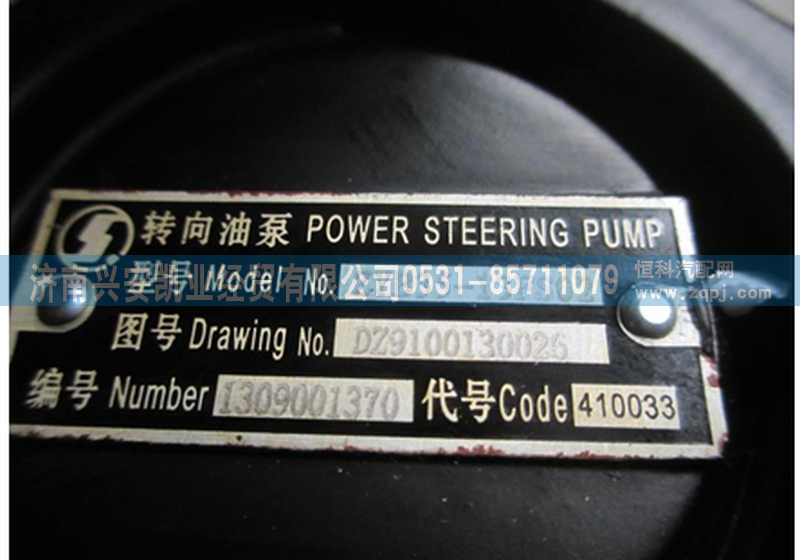 转向油泵 POWER STEERING PUMP
型号 Model No.
济南兴安凯业经贸有限公司0531-85711079
恒科汽配网
www.zqpj.com
图号 Drawing No. DZ9100130026
编号 Number 1309001370 代号 Code 410033